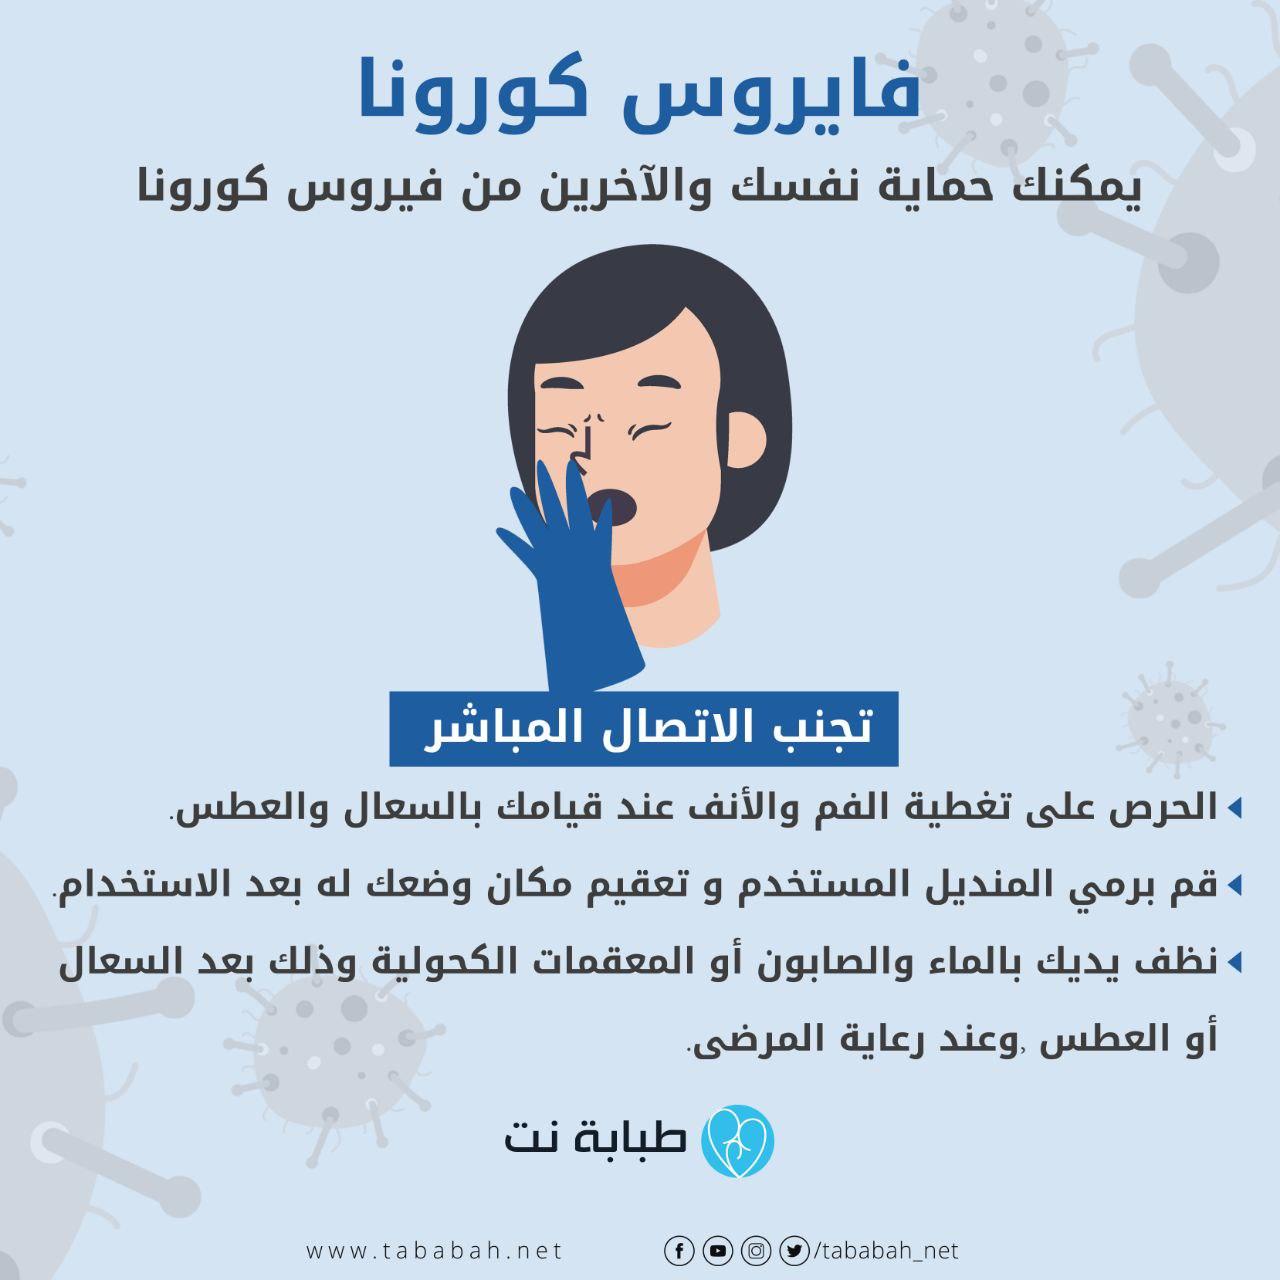 فايروس كورونا
يمكنك حماية نفسك والآخرين من فيروس كورونا
تجنب الاتصال المباشر
الحرص على تغطية الفم والأنف عند قيامك بالسعال والعطس.
قم برمي المنديل المستخدم و تعقيم مكان وضعك له بعد الاستخدام.
نظف يديك بالماء والصابون أو المعقمات الكحولية وذلك بعد السعال
أو العطس ,وعند رعاية المرضى.
طبابة نت
www.tababah.net /tababah_net